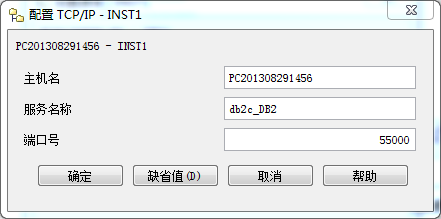 配置 TCP/IP - INST1
PC201308291456 - INST1
主机名 PC201308291456
服务名称 db2c_DB2
端口号 55000
确定 缺省值(D) 取消 帮助